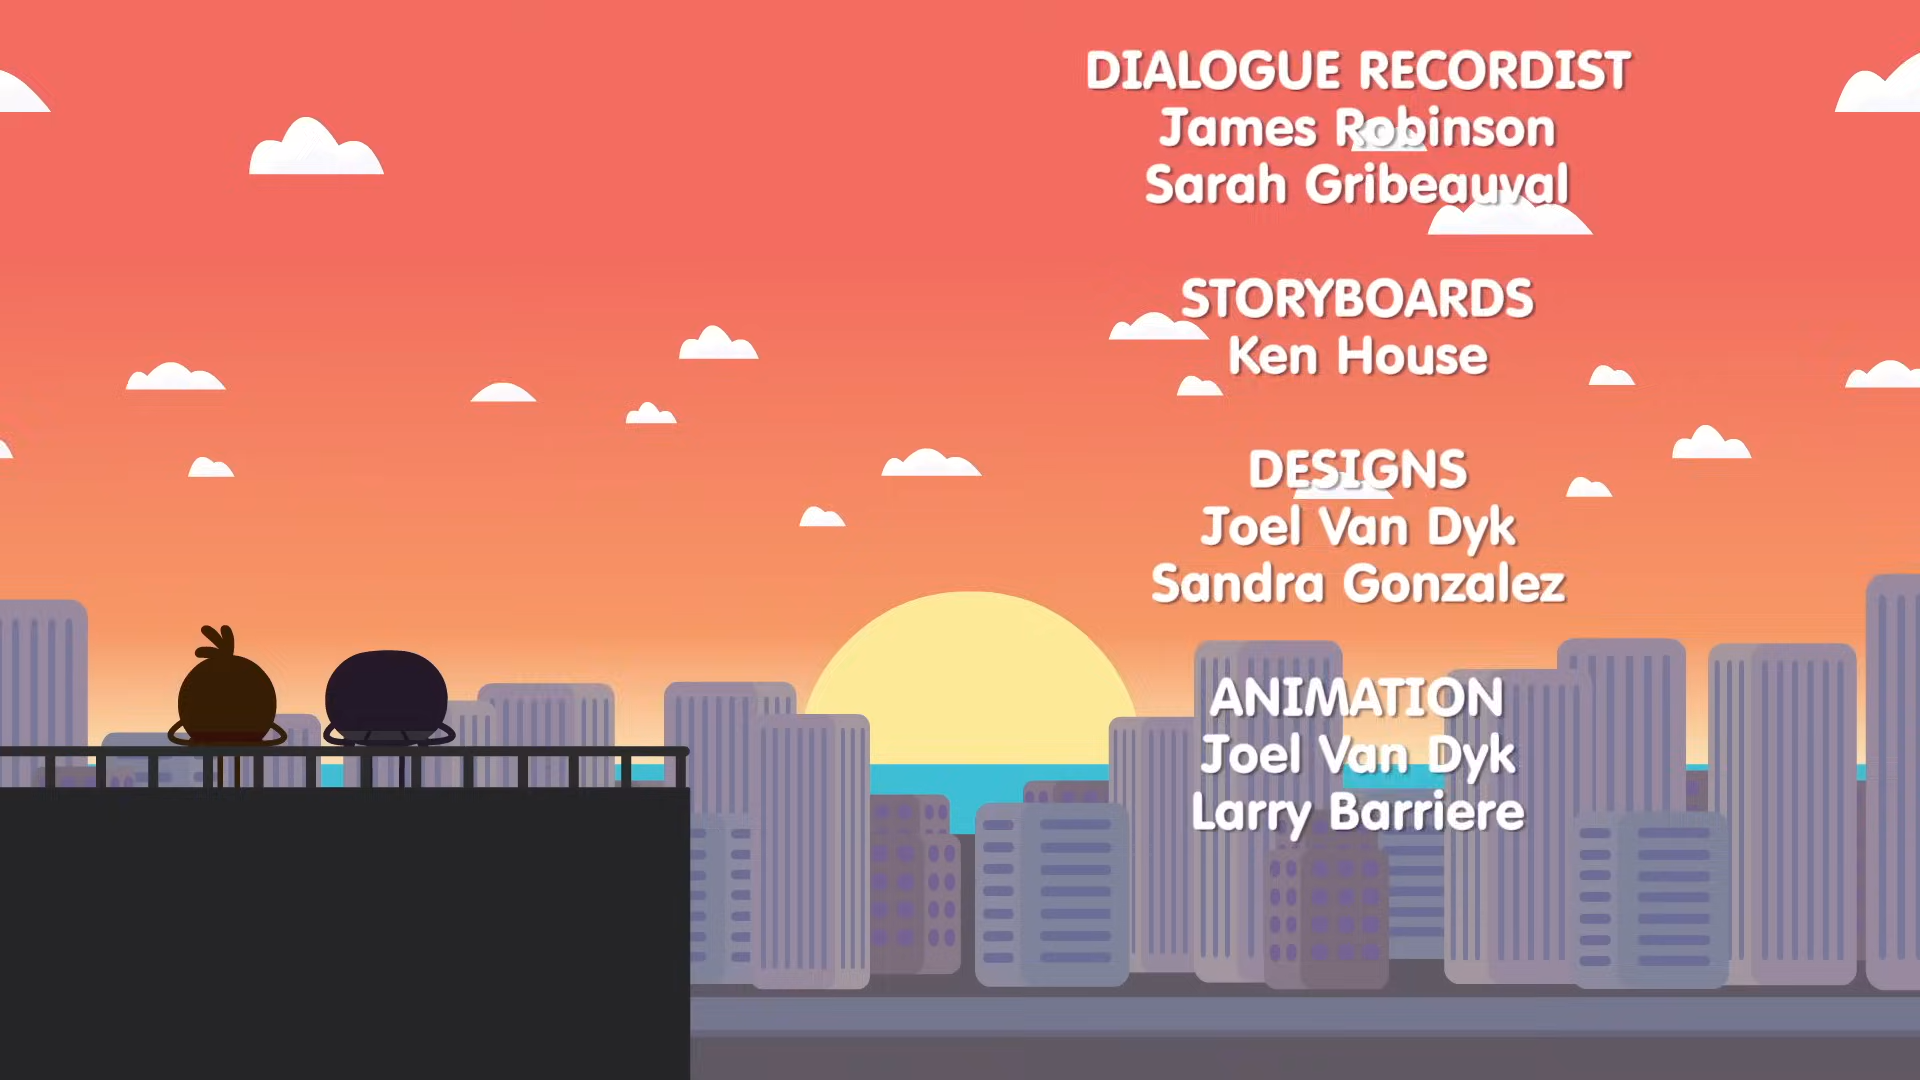 DIALOGUE RECORDIST
James Robinson
Sarah Gribeauval
STORYBOARDS
Ken House
DESIGNS
Joel Van Dyk
Sandra Gonzalez
ANIMATION
Joel Van Dyk
Larry Barriere